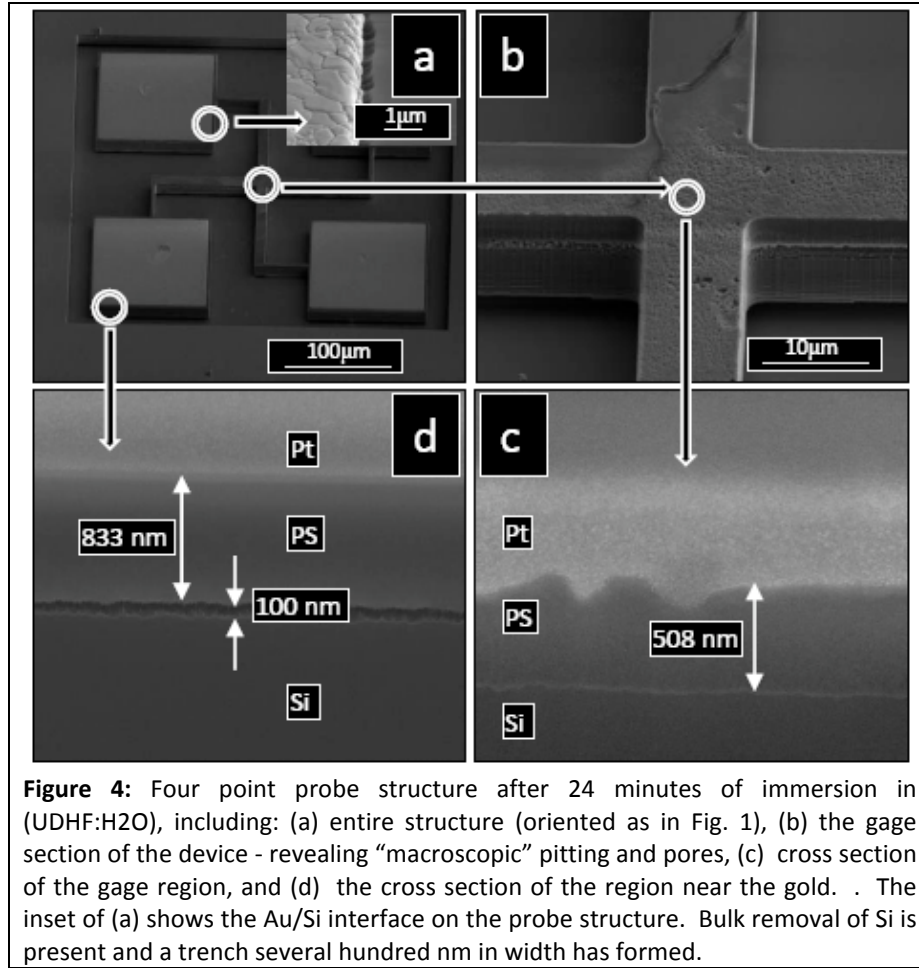 a
1µm
100µm
b
10µm
Pt
d
833 nm
PS
100 nm
Si
c
Pt
PS
508 nm
Si
Figure 4: Four point probe structure after 24 minutes of immersion in
(UDHF:H2O), including: (a) entire structure (oriented as in Fig. 1), (b) the gage
section of the device - revealing “macroscopic” pitting and pores, (c) cross section
of the gage region, and (d) the cross section of the region near the gold. . The
inset of (a) shows the Au/Si interface on the probe structure. Bulk removal of Si is
present and a trench several hundred nm in width has formed.